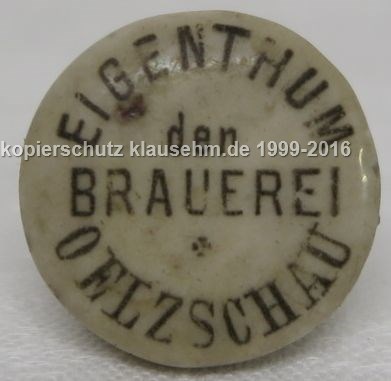 EIGENTHUM
der
kopierschutz klausehm.de 1999-2016
BRAUEREI
OELZSCHAU